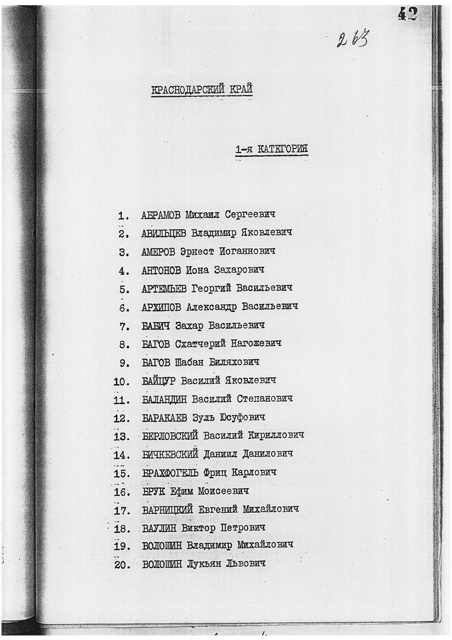 42
263
КРАСНОДАРСКИЙ КРАЙ
1-я КАТЕГОРИЯ
1. АБРАМОВ Михаил Сергеевич
2. АВИЛЬЦЕВ Владимир Яковлевич
3. АМЕРОВ Эрнест Иоганнович
4. АНТОНОВ Иона Захарович
5. АРТЕМЬЕВ Георгий Васильевич
6. АРХИПОВ Александр Васильевич
7. БАБИЧ Захар Васильевич
8. БАГОВ Схатчерий Нагожевич
9. БАГОВ Шабан Биляхович
10. БАЙЦУР Василий Яковлевич
11. БАЛАНДИН Василий Степанович
12. БАРАКАЕВ Зуль Юсуфович
13. БЕРЛОВСКИЙ Василий Кириллович
14. БИЧКЕВСКИЙ Даниил Данилович
15. БРАХФОГЕЛЬ Фриц Карлович
16. БРУК Ефим Моисеевич
17. ВАРНИЦКИЙ Евгений Михайлович
18. ВАУЛИН Виктор Петрович
19. ВОЛОШИН Владимир Михайлович
20. ВОЛОШИН Лукьян Львович